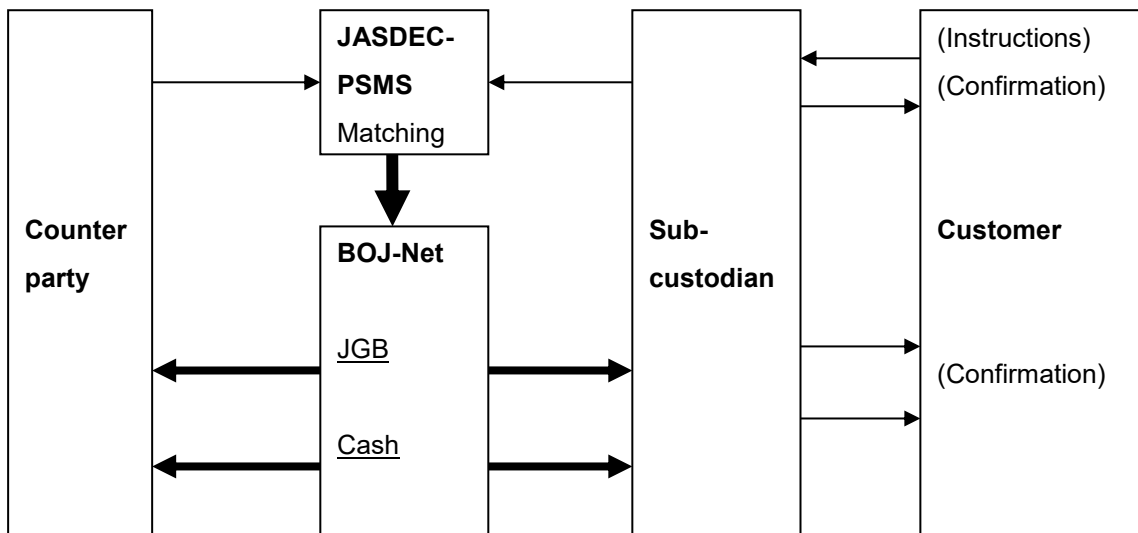 JASDEC-
PSMS
Matching
(Instructions)
(Confirmation)
Counter
party
BOJ-Net
JGB
Cash
Sub-
custodian
Customer
(Confirmation)